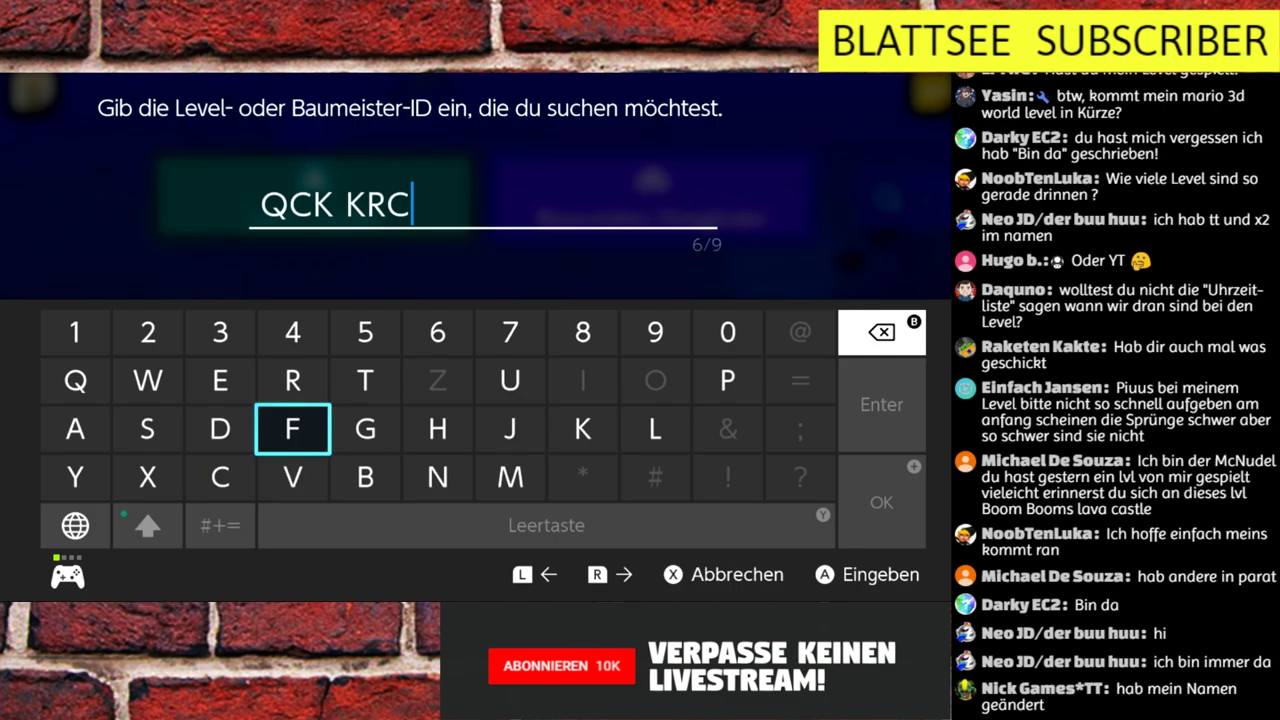 BLATTSEE SUBSCRIBER
Gib die Level- oder Baumeister-ID ein, die du suchen möchtest.
QCK KRC
6/9
1 2 3 4 5 6 7 8 9 0 @
B
Q W E R T Z U I O P =
Enter
A S D F G H J K L & ;
Y X C V B N M * # ! ?
OK
#+=
Leertaste
Y
L ← R → X Abbrechen A Eingeben
ABONNIEREN 10K
VERPASSE KEINEN
LIVESTREAM!
Yasin: btw, kommt mein mario 3d
world level in Kürze?
Darky EC2: du hast mich vergessen ich
hab "Bin da" geschrieben!
NoobTenLuka: Wie viele Level sind so
gerade drinnen ?
Neo JD/der buu huu: ich hab tt und x2
im namen
Hugo b.: Oder YT
Daquno: wolltest du nicht die "Uhrzeit-
liste" sagen wann wir dran sind bei den
Level?
Raketen Kakte: Hab dir auch mal was
geschickt
Einfach Jansen: Piuus bei meinem
Level bitte nicht so schnell aufgeben am
anfang scheinen die Sprünge schwer aber
so schwer sind sie nicht
Michael De Souza: Ich bin der McNudel
du hast gestern ein lvl von mir gespielt
vieleicht erinnerst du sich an dieses lvl
Boom Booms lava castle
NoobTenLuka: Ich hoffe einfach meins
kommt ran
Michael De Souza: hab andere in parat
Darky EC2: Bin da
Neo JD/der buu huu: hi
Neo JD/der buu huu: ich bin immer da
Nick Games*TT: hab mein Namen
geändert